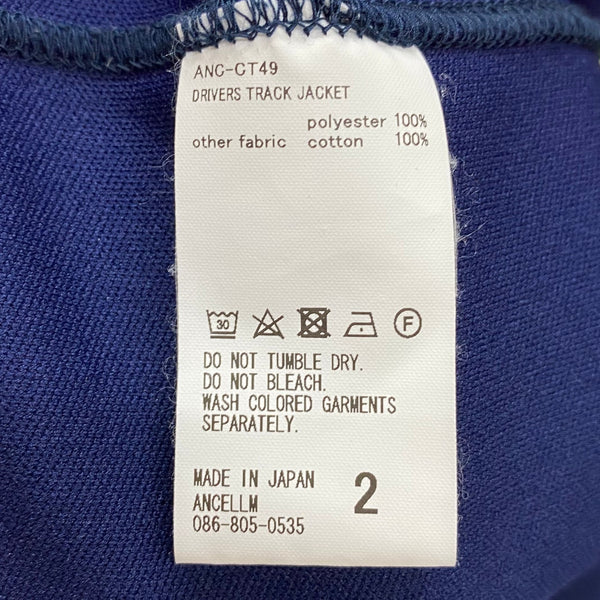 ANC-CT49
DRIVERS TRACK JACKET
polyester 100%
other fabric cotton 100%
30 F
DO NOT TUMBLE DRY.
DO NOT BLEACH.
WASH COLORED GARMENTS
SEPARATELY.
MADE IN JAPAN
ANCELLM 2
086-805-0535